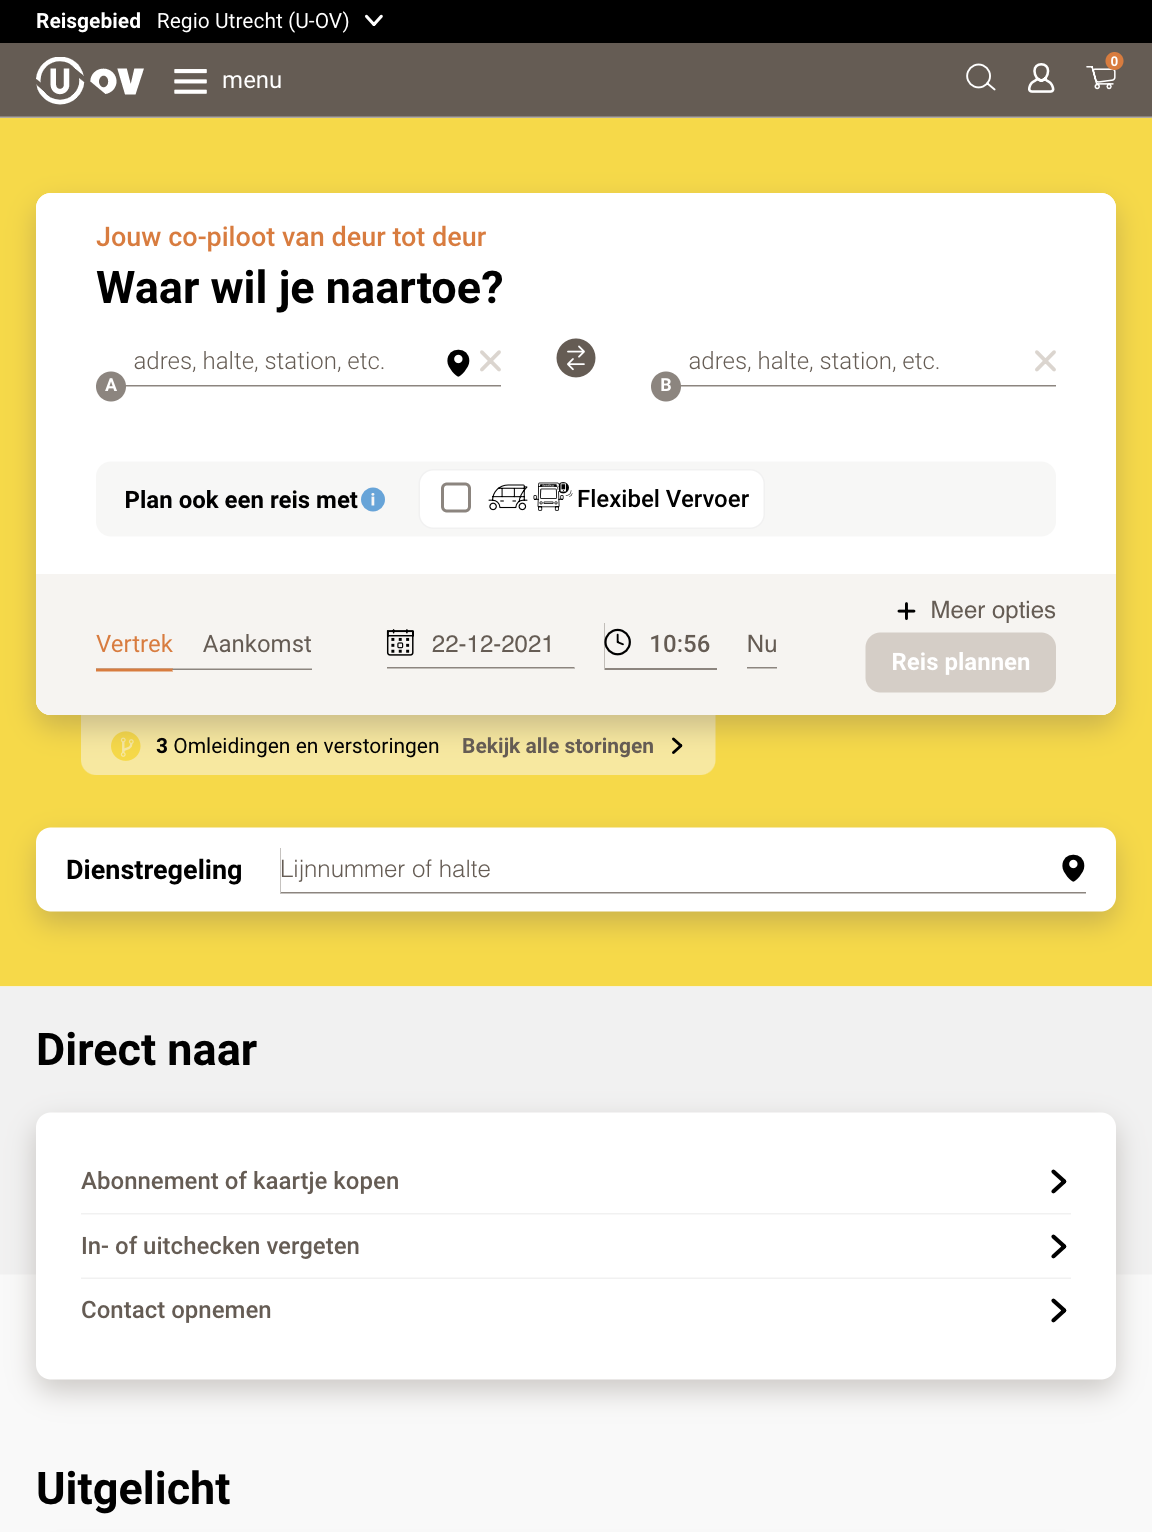 Reisgebied Regio Utrecht (U-OV)
U OV menu 0
Jouw co-piloot van deur tot deur
Waar wil je naartoe?
A adres, halte, station, etc. B adres, halte, station, etc.
Plan ook een reis met i Flexibel Vervoer
Meer opties
Vertrek Aankomst 22-12-2021 10:56 Nu Reis plannen
3 Omleidingen en verstoringen Bekijk alle storingen
Dienstregeling Lijnnummer of halte
Direct naar
Abonnement of kaartje kopen
In- of uitchecken vergeten
Contact opnemen
Uitgelicht